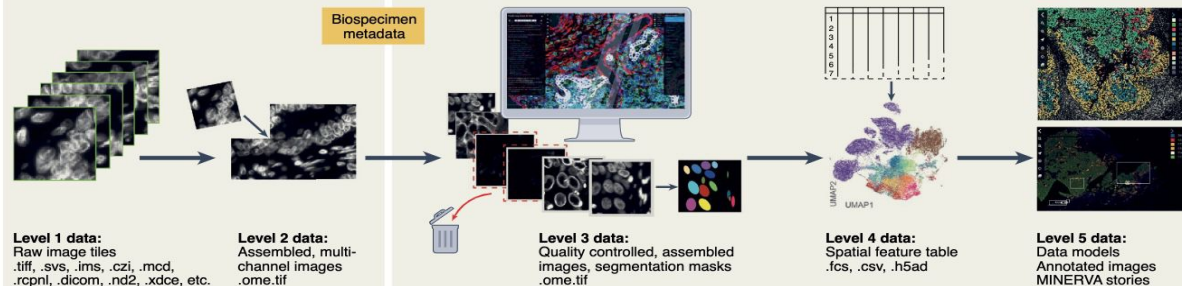 Biospecimen
metadata
1
2
3
4
5
6
7
UMAP2
UMAP1
Level 1 data:
Raw image tiles
.tiff, .svs, .ims, .czi, .mcd,
.rcpnl, .dicom, .nd2, .xdce, etc.
Level 2 data:
Assembled, multi-
channel images
.ome.tif
Level 3 data:
Quality controlled, assembled
images, segmentation masks
.ome.tif
Level 4 data:
Spatial feature table
.fcs, .csv, .h5ad
Level 5 data:
Data models
Annotated images
MINERVA stories